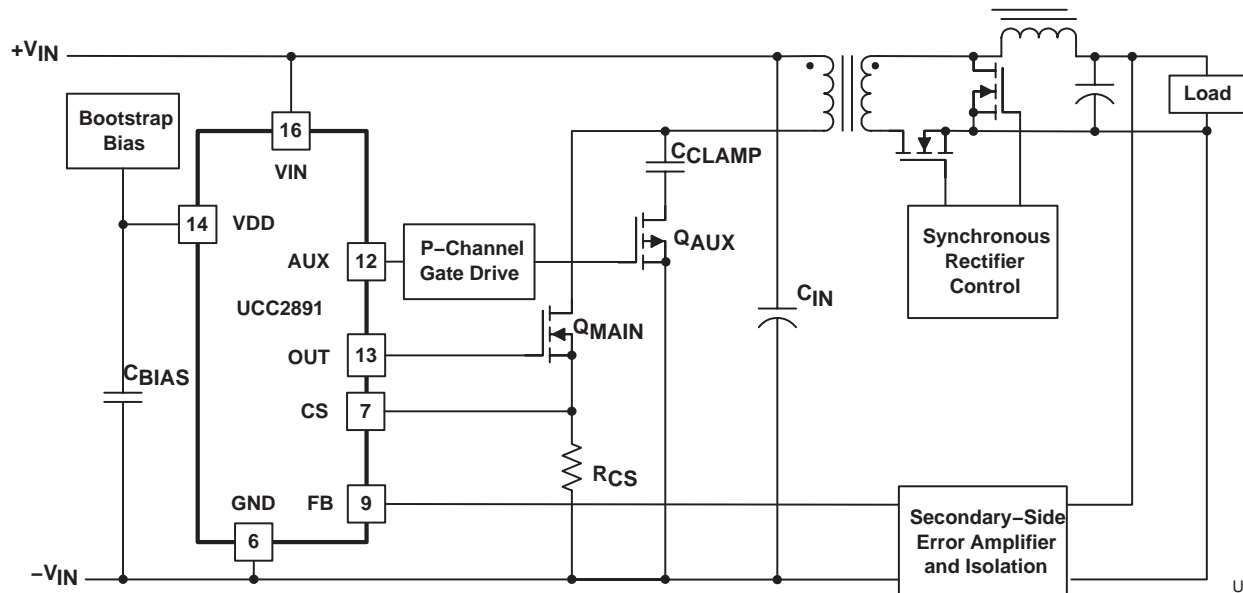 +VIN
Bootstrap
Bias
16
VIN
14
VDD
AUX
12
P–Channel
Gate Drive
UCC2891
OUT
13
CBIAS
CS
7
GND
FB
9
6
–VIN
CCLAMP
QAUX
QMAIN
RCS
CIN
Load
Synchronous
Rectifier
Control
Secondary–Side
Error Amplifier
and Isolation
U